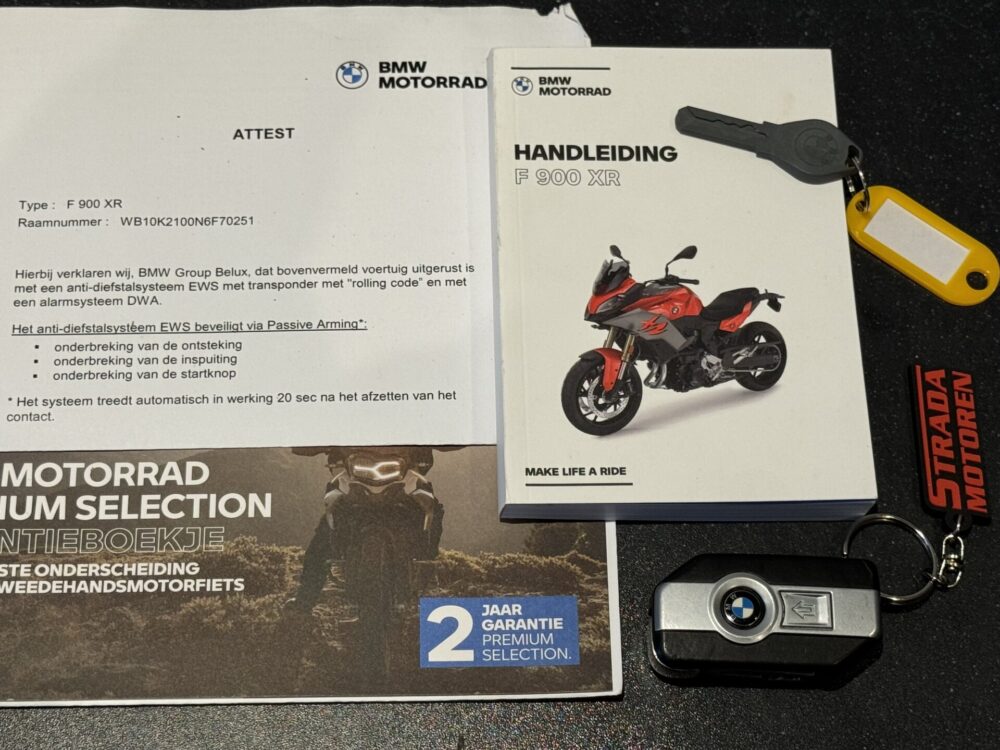 BMW
MOTORRAD
ATTEST
Type : F 900 XR
Raamnummer : WB10K2100N6F70251
Hierbij verklaren wij, BMW Group Belux, dat bovenvermeld voertuig uitgerust is
met een anti-diefstalsysteem EWS met transponder met "rolling code" en met
een alarmsysteem DWA.
Het anti-diefstalsysteem EWS beveiligt via Passive Arming*:
▪ onderbreking van de ontsteking
▪ onderbreking van de inspuiting
▪ onderbreking van de startknop
* Het systeem treedt automatisch in werking 20 sec na het afzetten van het
contact.
MOTORRAD
IUM SELECTION
NTIEBOEKJE
STE ONDERSCHEIDING
WEEDEHANDSMOTORFIETS
2 JAAR
GARANTIE
PREMIUM
SELECTION.
BMW
MOTORRAD
HANDLEIDING
F 900 XR
MAKE LIFE A RIDE
STRADA
MOTOREN